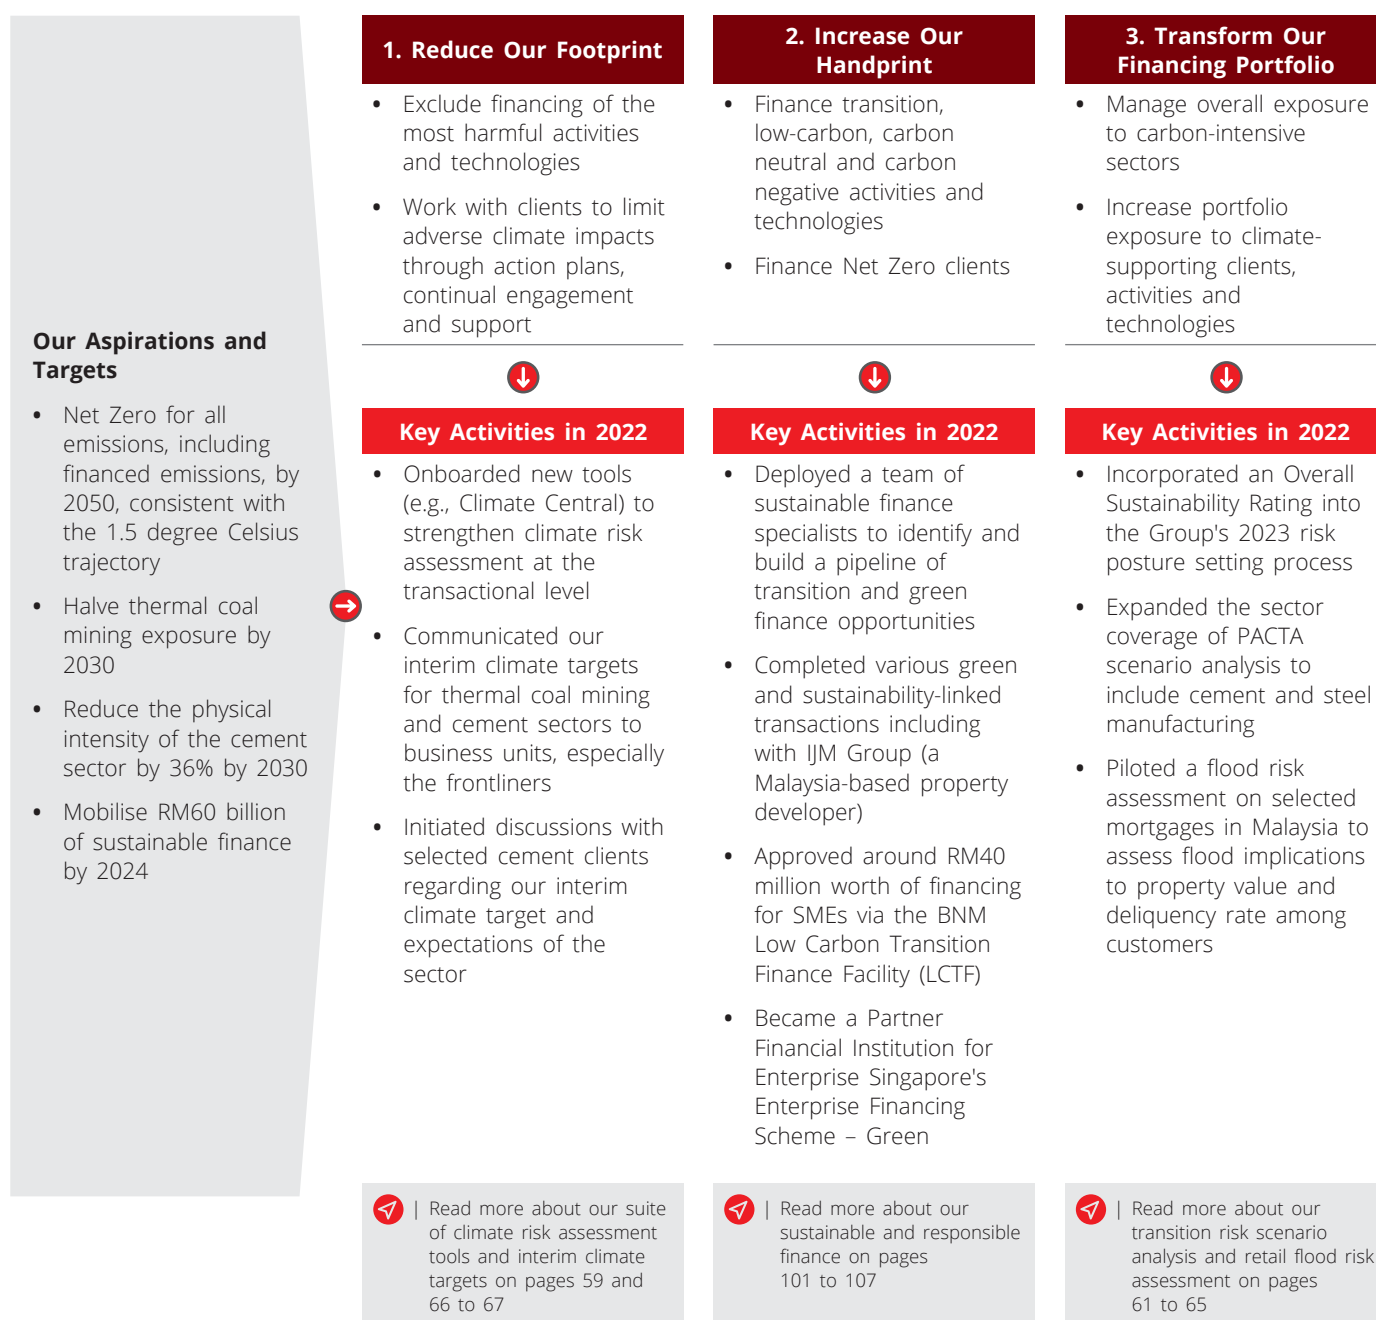 Our Aspirations and
Targets
• Net Zero for all
emissions, including
financed emissions, by
2050, consistent with
the 1.5 degree Celsius
trajectory
• Halve thermal coal
mining exposure by
2030
• Reduce the physical
intensity of the cement
sector by 36% by 2030
• Mobilise RM60 billion
of sustainable finance
by 2024
1. Reduce Our Footprint
• Exclude financing of the
most harmful activities
and technologies
• Work with clients to limit
adverse climate impacts
through action plans,
continual engagement
and support
Key Activities in 2022
• Onboarded new tools
(e.g., Climate Central) to
strengthen climate risk
assessment at the
transactional level
• Communicated our
interim climate targets
for thermal coal mining
and cement sectors to
business units, especially
the frontliners
• Initiated discussions with
selected cement clients
regarding our interim
climate target and
expectations of the
sector
| Read more about our suite
of climate risk assessment
tools and interim climate
targets on pages 59 and
66 to 67
2. Increase Our
Handprint
• Finance transition,
low-carbon, carbon
neutral and carbon
negative activities and
technologies
• Finance Net Zero clients
Key Activities in 2022
• Deployed a team of
sustainable finance
specialists to identify and
build a pipeline of
transition and green
finance opportunities
• Completed various green
and sustainability-linked
transactions including
with IJM Group (a
Malaysia-based property
developer)
• Approved around RM40
million worth of financing
for SMEs via the BNM
Low Carbon Transition
Finance Facility (LCTF)
• Became a Partner
Financial Institution for
Enterprise Singapore's
Enterprise Financing
Scheme – Green
| Read more about our
sustainable and responsible
finance on pages
101 to 107
3. Transform Our
Financing Portfolio
• Manage overall exposure
to carbon-intensive
sectors
• Increase portfolio
exposure to climate-
supporting clients,
activities and
technologies
Key Activities in 2022
• Incorporated an Overall
Sustainability Rating into
the Group's 2023 risk
posture setting process
• Expanded the sector
coverage of PACTA
scenario analysis to
include cement and steel
manufacturing
• Piloted a flood risk
assessment on selected
mortgages in Malaysia to
assess flood implications
to property value and
deliquency rate among
customers
| Read more about our
transition risk scenario
analysis and retail flood risk
assessment on pages
61 to 65